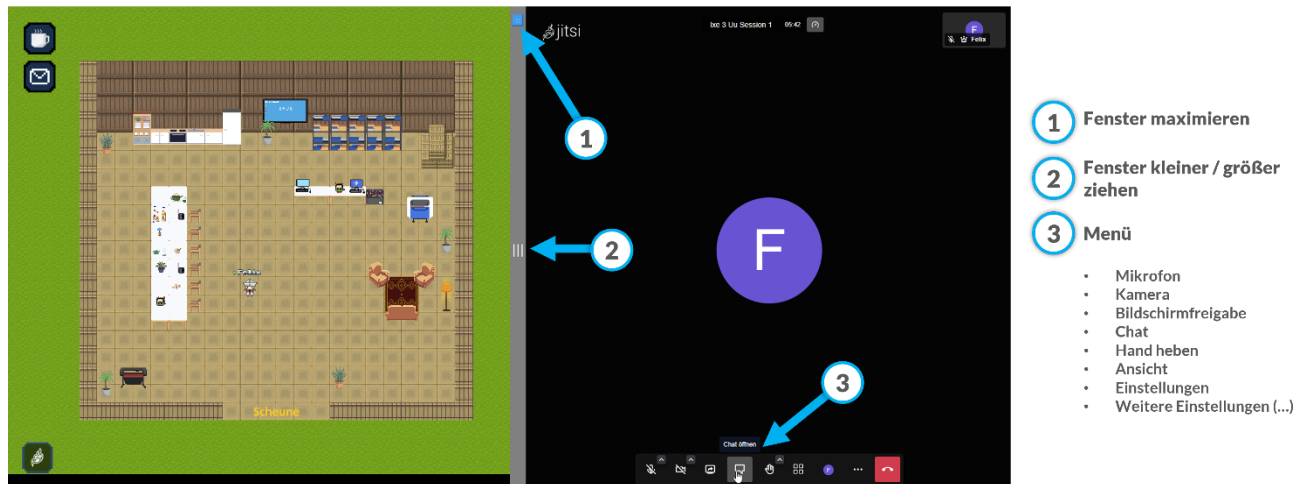 jitsi
Ixe 3 Uu Session 1 05:42
F
Felix
1
2
3
Felix
Scheune
F
Chat öffnen
F
1 Fenster maximieren
2 Fenster kleiner / größer
ziehen
3 Menü
• Mikrofon
• Kamera
• Bildschirmfreigabe
• Chat
• Hand heben
• Ansicht
• Einstellungen
• Weitere Einstellungen (...)